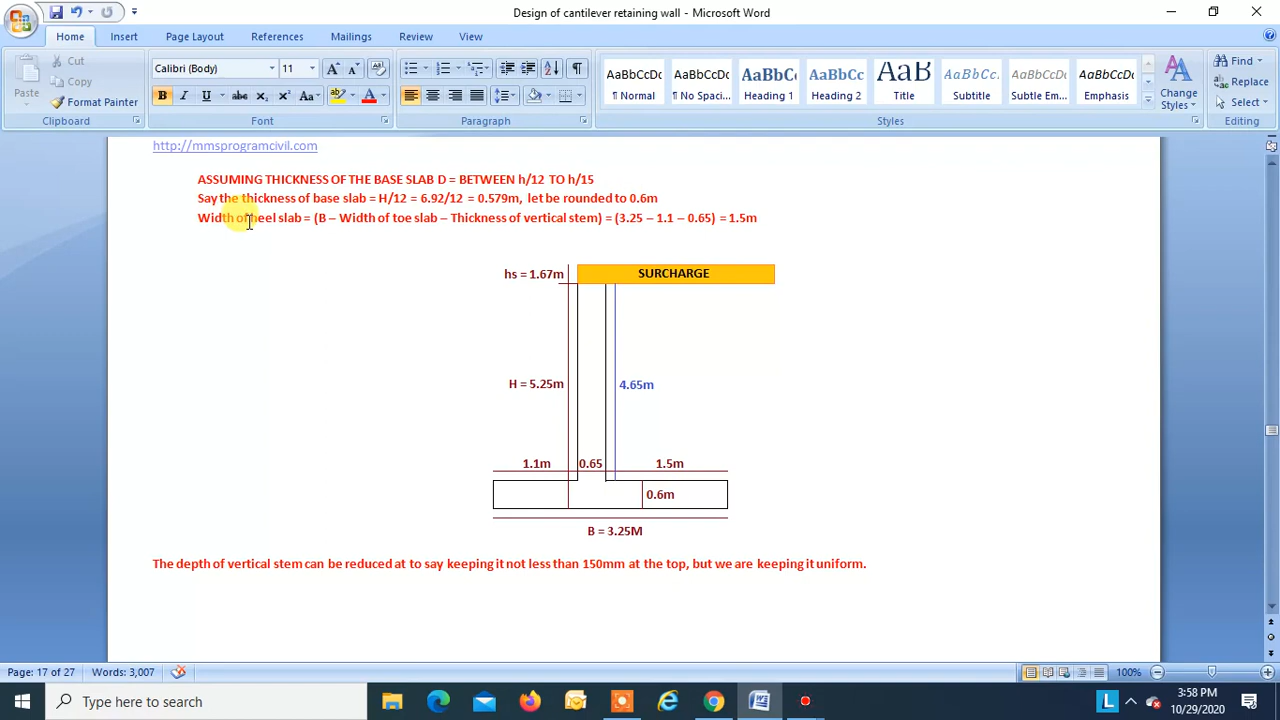 Design of cantilever retaining wall - Microsoft Word
Home Insert Page Layout References Mailings Review View
Paste
Cut
Copy
Format Painter
Clipboard
Calibri (Body) 11
B I U abc x₂ x² Aa A
Font
Paragraph
AaBbCcDc AaBbCcDc AaBbCc AaBbCc AaB AaBbCc. AaBbCcDc AaBbCcDc
¶ Normal ¶ No Spaci... Heading 1 Heading 2 Title Subtitle Subtle Em... Emphasis
Styles
Change Styles
Find
Replace
Select
Editing
http://mmsprogramcivil.com
ASSUMING THICKNESS OF THE BASE SLAB D = BETWEEN h/12 TO h/15
Say the thickness of base slab = H/12 = 6.92/12 = 0.579m, let be rounded to 0.6m
Width of heel slab = (B – Width of toe slab – Thickness of vertical stem) = (3.25 – 1.1 – 0.65) = 1.5m
hs = 1.67m
SURCHARGE
H = 5.25m
4.65m
1.1m 0.65 1.5m
0.6m
B = 3.25M
The depth of vertical stem can be reduced at to say keeping it not less than 150mm at the top, but we are keeping it uniform.
Page: 17 of 27 Words: 3,007 100%
Type here to search
3:58 PM
10/29/2020